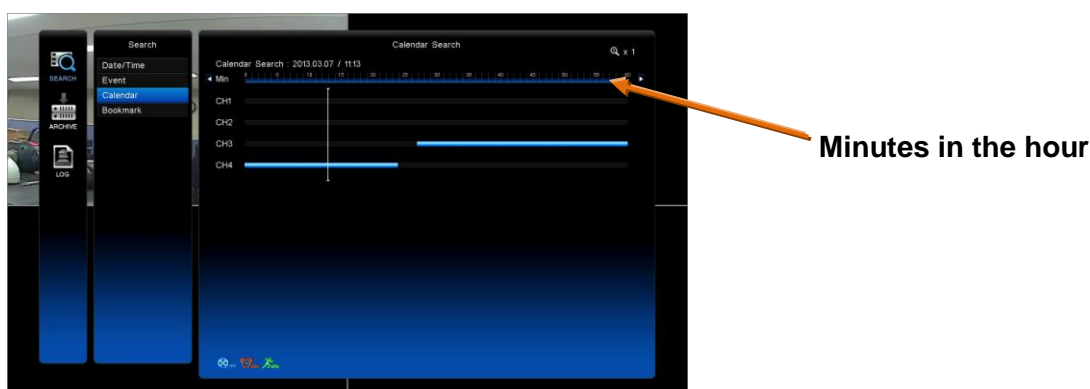 Search
Calendar Search
x 1
SEARCH
Date/Time
Calendar Search : 2013.03.07 / 11:13
Event
Min 0 5 10 15 20 25 30 35 40 45 50 55 60
Calendar
CH1
Bookmark
CH2
ARCHIVE
CH3
CH4
LOG
Minutes in the hour